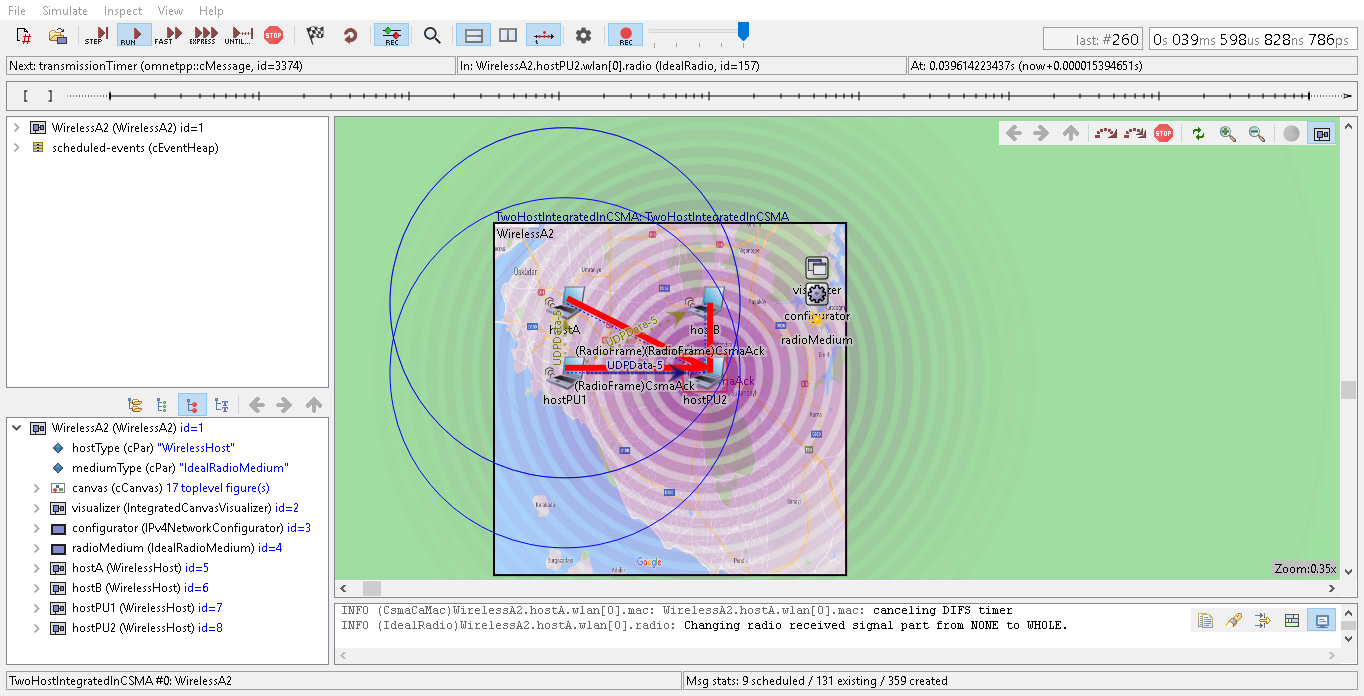 File Simulate Inspect View Help
STEP RUN FAST EXPRESS UNTIL... STOP REC REC
last: #260
0s 039ms 598us 828ns 786ps
Next: transmissionTimer (omnetpp::cMessage, id=3374)
In: WirelessA2.hostPU2.wlan[0].radio (IdealRadio, id=157)
At: 0.039614223437s (now+0.000015394651s)
[ ]
WirelessA2 (WirelessA2) id=1
scheduled-events (cEventHeap)
WirelessA2 (WirelessA2) id=1
hostType (cPar) "WirelessHost"
mediumType (cPar) "IdealRadioMedium"
canvas (cCanvas) 17 toplevel figure(s)
visualizer (IntegratedCanvasVisualizer) id=2
configurator (IPv4NetworkConfigurator) id=3
radioMedium (IdealRadioMedium) id=4
hostA (WirelessHost) id=5
hostB (WirelessHost) id=6
hostPU1 (WirelessHost) id=7
hostPU2 (WirelessHost) id=8
STOP
TwoHostIntegratedInCSMA: TwoHostIntegratedInCSMA
WirelessA2
Üsküdar
Ümraniye
visualizer
configurator
radioMedium
hostA
hostB
UDPData-5
UDPData-5
(RadioFrame)(RadioFrame)CsmaAck
UDPData-5
(RadioFrame)CsmaAck
hostPU1
hostPU2
Google
Pendik
Zoom:0.35x
INFO (CsmaCaMac)WirelessA2.hostA.wlan[0].mac: WirelessA2.hostA.wlan[0].mac: canceling DIFS timer
INFO (IdealRadio)WirelessA2.hostA.wlan[0].radio: Changing radio received signal part from NONE to WHOLE.
TwoHostIntegratedInCSMA #0: WirelessA2
Msg stats: 9 scheduled / 131 existing / 359 created